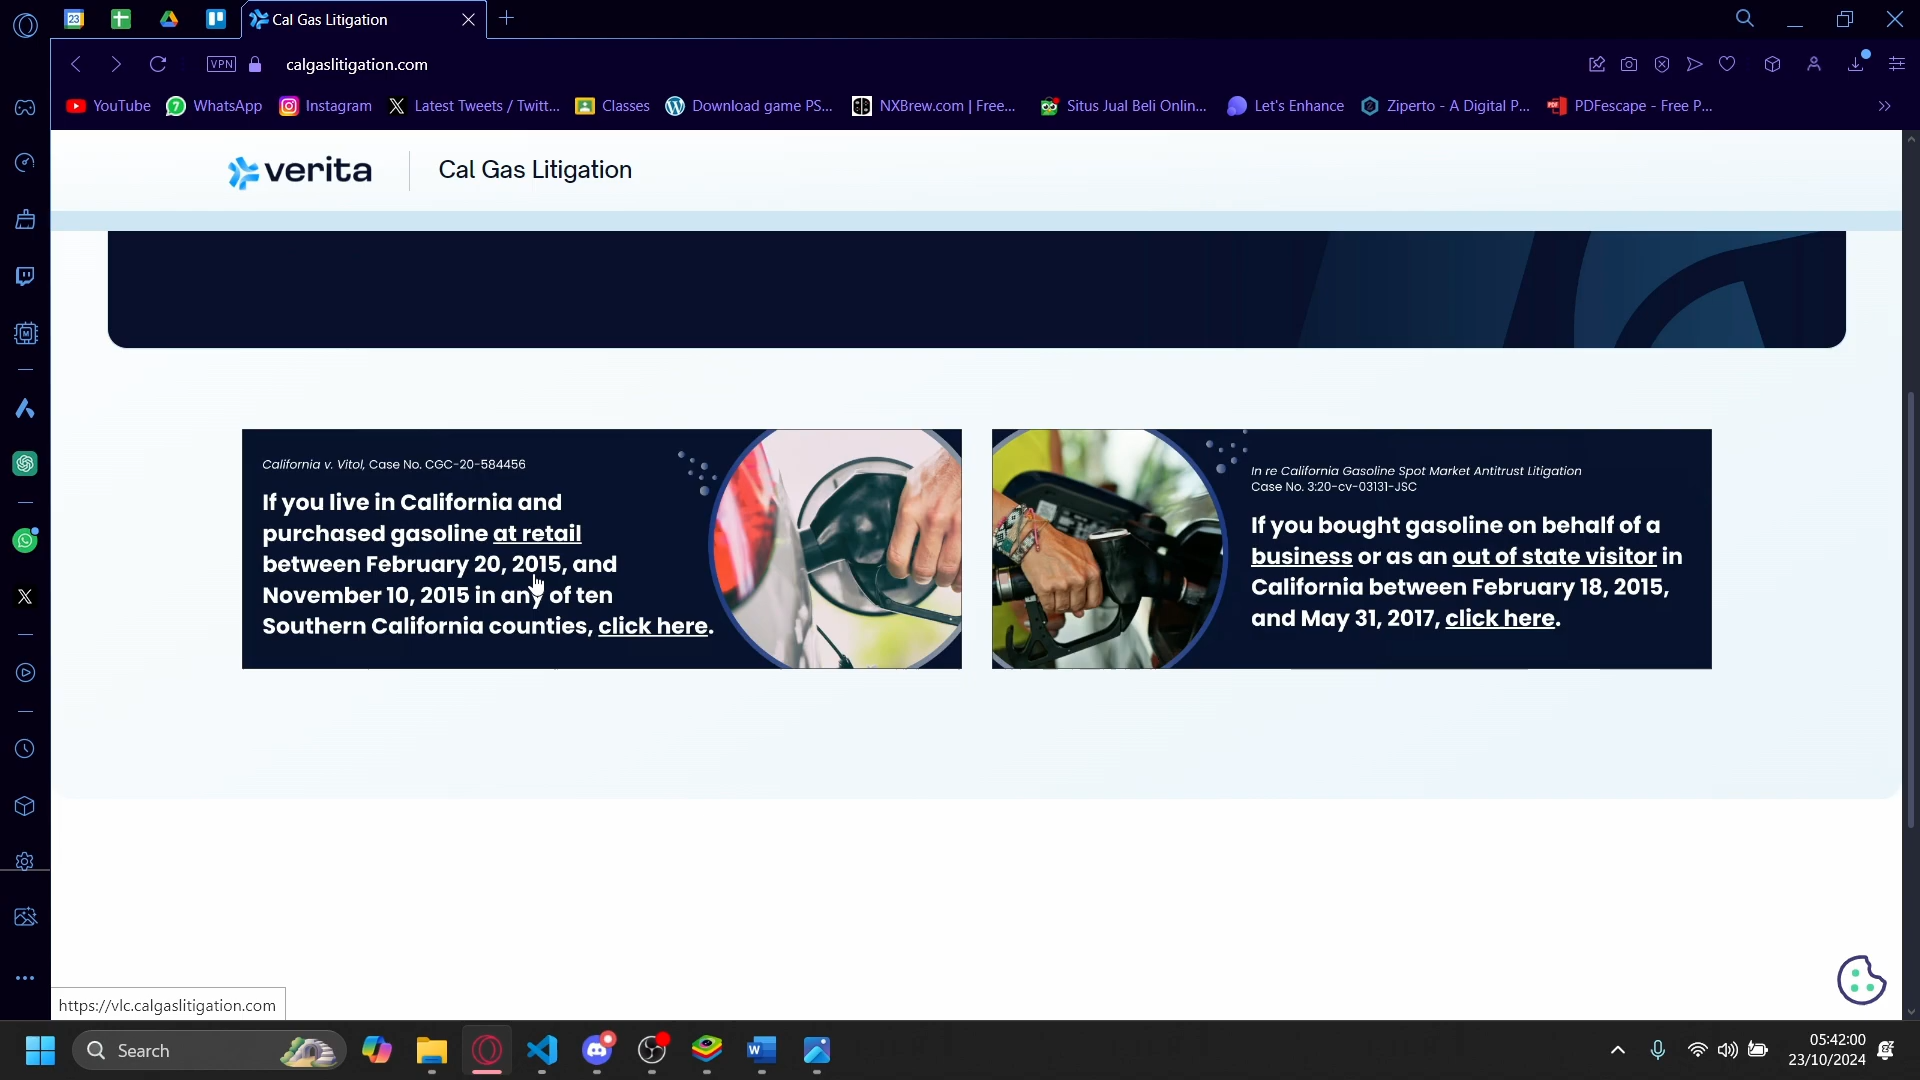 23
Cal Gas Litigation
VPN
calgaslitigation.com
YouTube
7
WhatsApp
Instagram
Latest Tweets / Twitt...
Classes
Download game PS...
NXBrew.com | Free...
Situs Jual Beli Onlin...
Let's Enhance
Ziperto - A Digital P...
PDFescape - Free P...
verita
Cal Gas Litigation
California v. Vitol, Case No. CGC-20-584456
If you live in California and
purchased gasoline at retail
between February 20, 2015, and
November 10, 2015 in any of ten
Southern California counties, click here.
In re California Gasoline Spot Market Antitrust Litigation
Case No. 3:20-cv-03131-JSC
If you bought gasoline on behalf of a
business or as an out of state visitor in
California between February 18, 2015,
and May 31, 2017, click here.
https://vlc.calgaslitigation.com
Search
05:42:00
23/10/2024